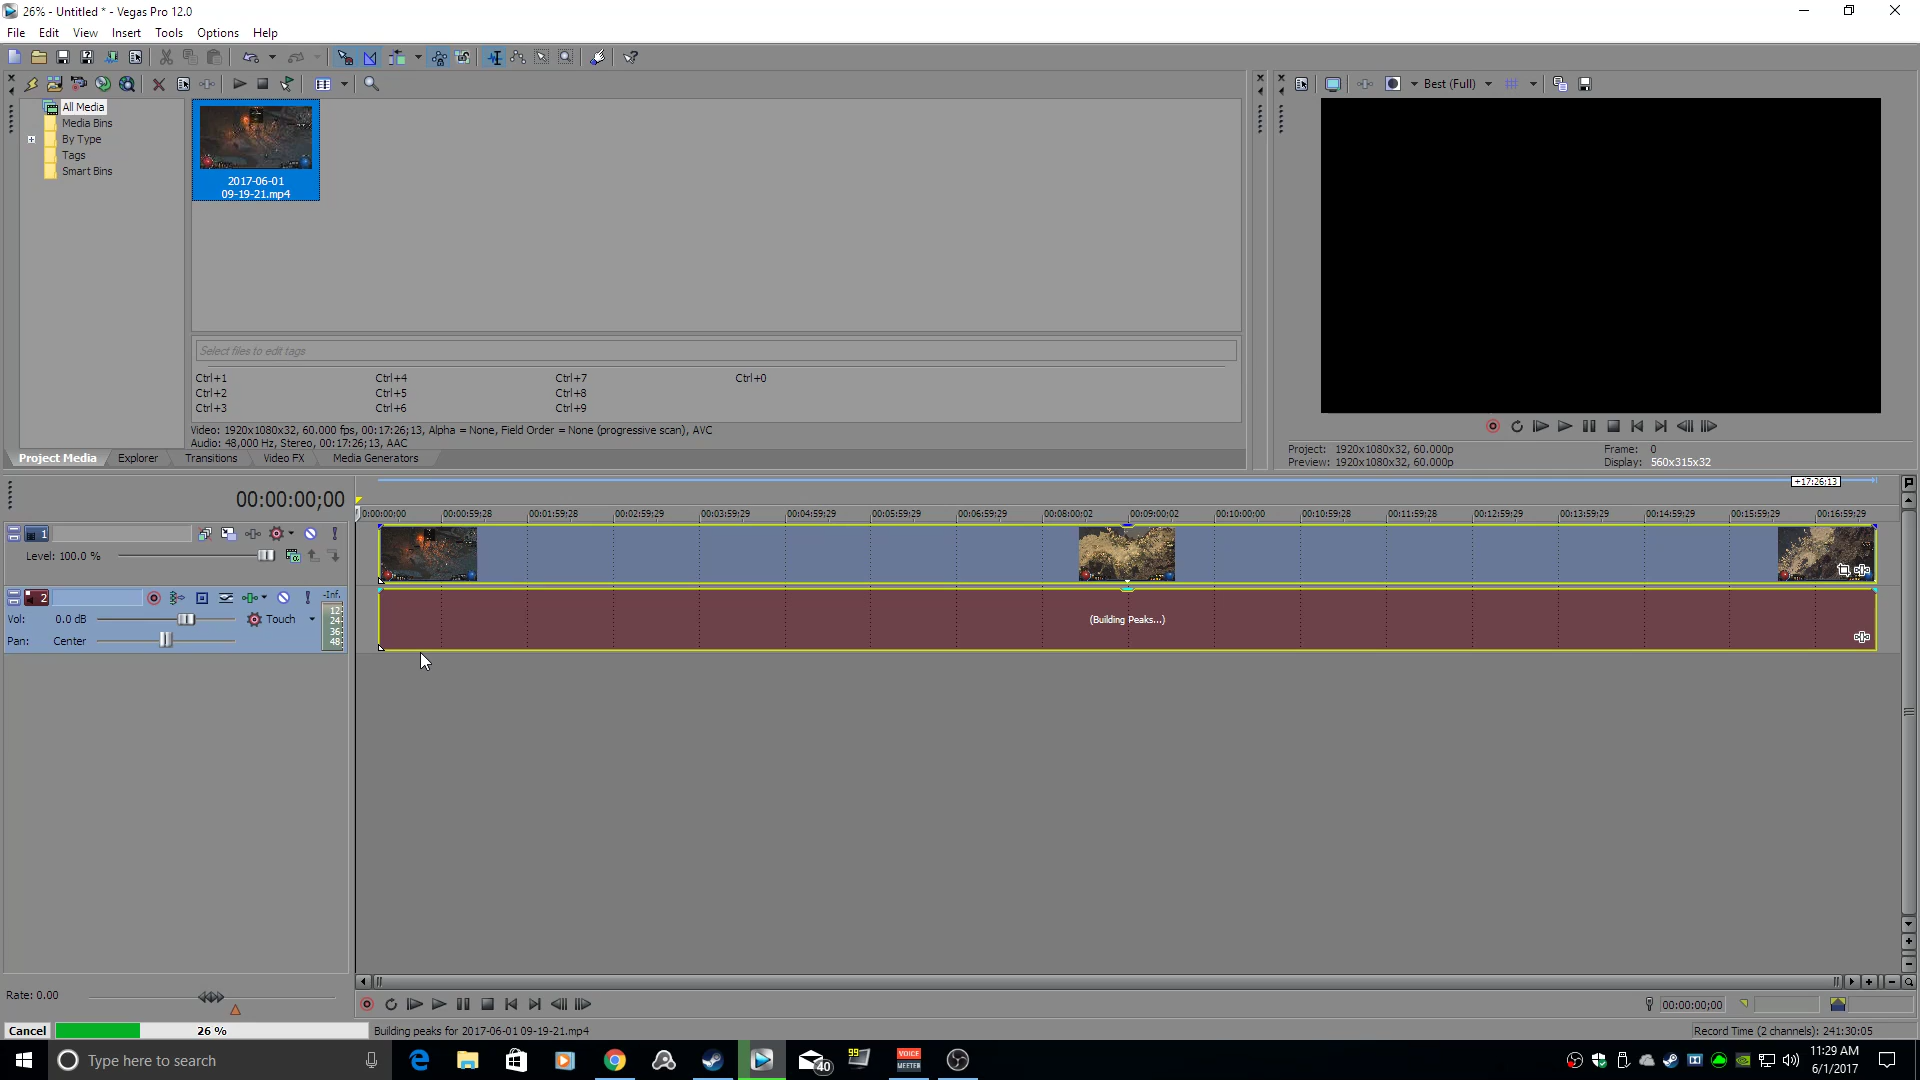 26% - Untitled * - Vegas Pro 12.0
File Edit View Insert Tools Options Help
Best (Full)
All Media
Media Bins
By Type
Tags
Smart Bins
2017-06-01
09-19-21.mp4
Select files to edit tags
Ctrl+1 Ctrl+4 Ctrl+7 Ctrl+0
Ctrl+2 Ctrl+5 Ctrl+8
Ctrl+3 Ctrl+6 Ctrl+9
Video: 1920x1080x32, 60.000 fps, 00:17:26;13, Alpha = None, Field Order = None (progressive scan), AVC
Audio: 48,000 Hz, Stereo, 00:17:26;13, AAC
Project Media Explorer Transitions Video FX Media Generators
Project: 1920x1080x32, 60.000p Frame: 0
Preview: 1920x1080x32, 60.000p Display: 560x315x32
+17:26;13
00:00:00;00
0:00:00;00 00:00:59;28 00:01:59;28 00:02:59;29 00:03:59;29 00:04:59;29 00:05:59;29 00:06:59;29 00:08:00;02 00:09:00;02 00:10:00;00 00:10:59;28 00:11:59;28 00:12:59;29 00:13:59;29 00:14:59;29 00:15:59;29 00:16:59;29
1
Level: 100.0 %
2
-Inf.
12
24
36
48
Vol: 0.0 dB Touch
Pan: Center
(Building Peaks...)
Rate: 0.00
00:00:00;00
Cancel 26 % Building peaks for 2017-06-01 09-19-21.mp4
Record Time (2 channels): 241:30:05
Type here to search
40
99
VOICE
MEETER
11:29 AM
6/1/2017